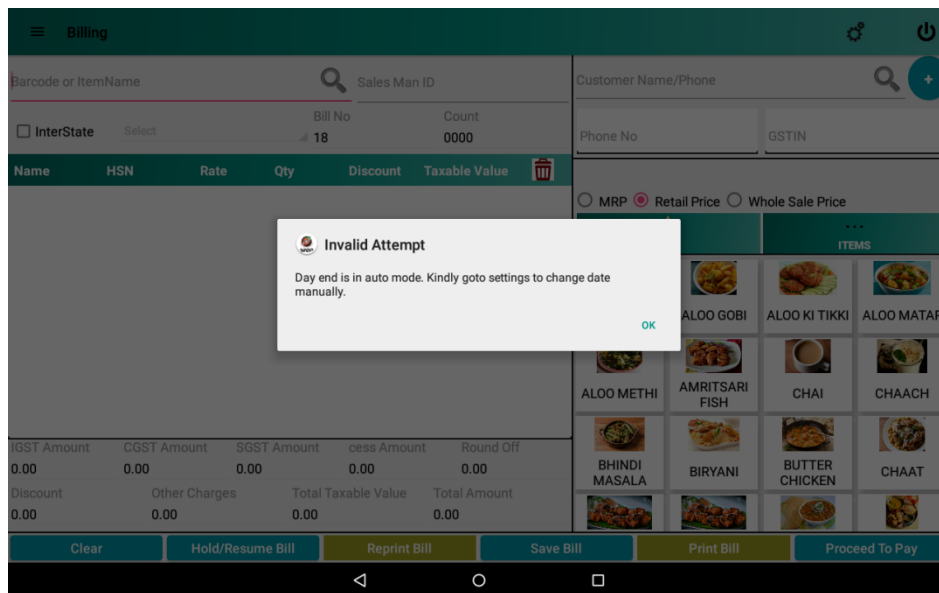 Billing
Barcode or ItemName
Sales Man ID
Customer Name/Phone
+
InterState
Select
Bill No
18
Count
0000
Phone No
GSTIN
Name HSN Rate Qty Discount Taxable Value
MRP Retail Price Whole Sale Price
ITEMS
Invalid Attempt
Day end is in auto mode. Kindly goto settings to change date
manually.
OK
ALOO GOBI
ALOO KI TIKKI
ALOO MATAR
ALOO METHI
AMRITSARI
FISH
CHAI
CHAACH
BHINDI
MASALA
BIRYANI
BUTTER
CHICKEN
CHAAT
IGST Amount CGST Amount SGST Amount cess Amount Round Off
0.00 0.00 0.00 0.00 0.00
Discount Other Charges Total Taxable Value Total Amount
0.00 0.00 0.00 0.00
Clear Hold/Resume Bill Reprint Bill Save Bill Print Bill Proceed To Pay